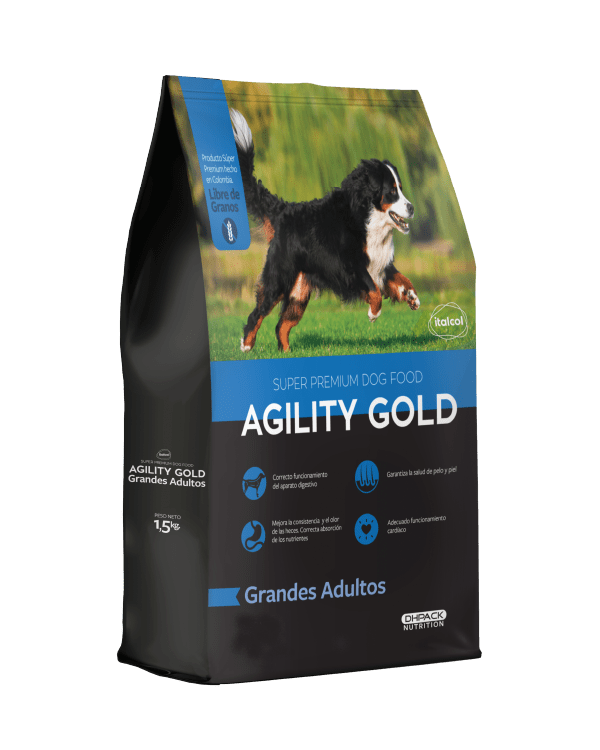 Producto Súper
Premium hecho
en Colombia.
Libre de
Granos
italcol
SUPER PREMIUM DOG FOOD
AGILITY GOLD
Correcto funcionamiento
del aparato digestivo
Garantiza la salud de pelo y piel
Mejora la consistencia y el olor
de las heces. Correcta absorción
de los nutrientes
Adecuado funcionamiento
cardíaco
Grandes Adultos
DHPACK
NUTRITION
italcol
SUPER PREMIUM DOG FOOD
AGILITY GOLD
Grandes Adultos
PESO NETO
1,5kg.